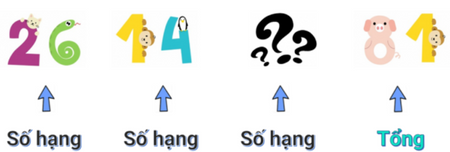 26 14 ??? 81
Số hạng Số hạng Số hạng Tổng